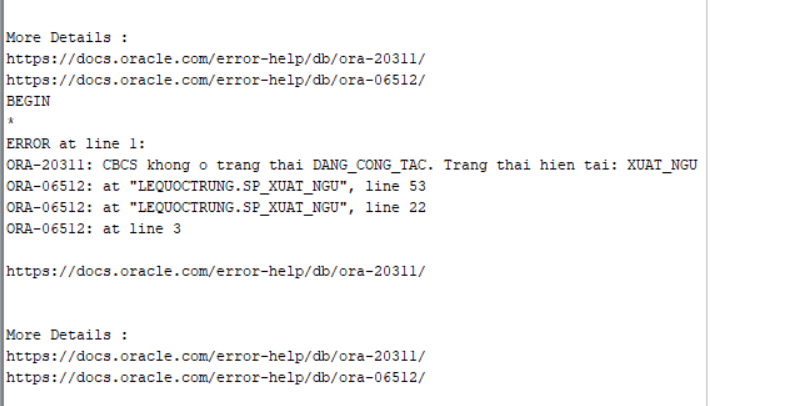 More Details :
https://docs.oracle.com/error-help/db/ora-20311/
https://docs.oracle.com/error-help/db/ora-06512/
BEGIN
*
ERROR at line 1:
ORA-20311: CBCS khong o trang thai DANG_CONG_TAC. Trang thai hien tai: XUAT_NGU
ORA-06512: at "LEQUOCTRUNG.SP_XUAT_NGU", line 53
ORA-06512: at "LEQUOCTRUNG.SP_XUAT_NGU", line 22
ORA-06512: at line 3
https://docs.oracle.com/error-help/db/ora-20311/
More Details :
https://docs.oracle.com/error-help/db/ora-20311/
https://docs.oracle.com/error-help/db/ora-06512/